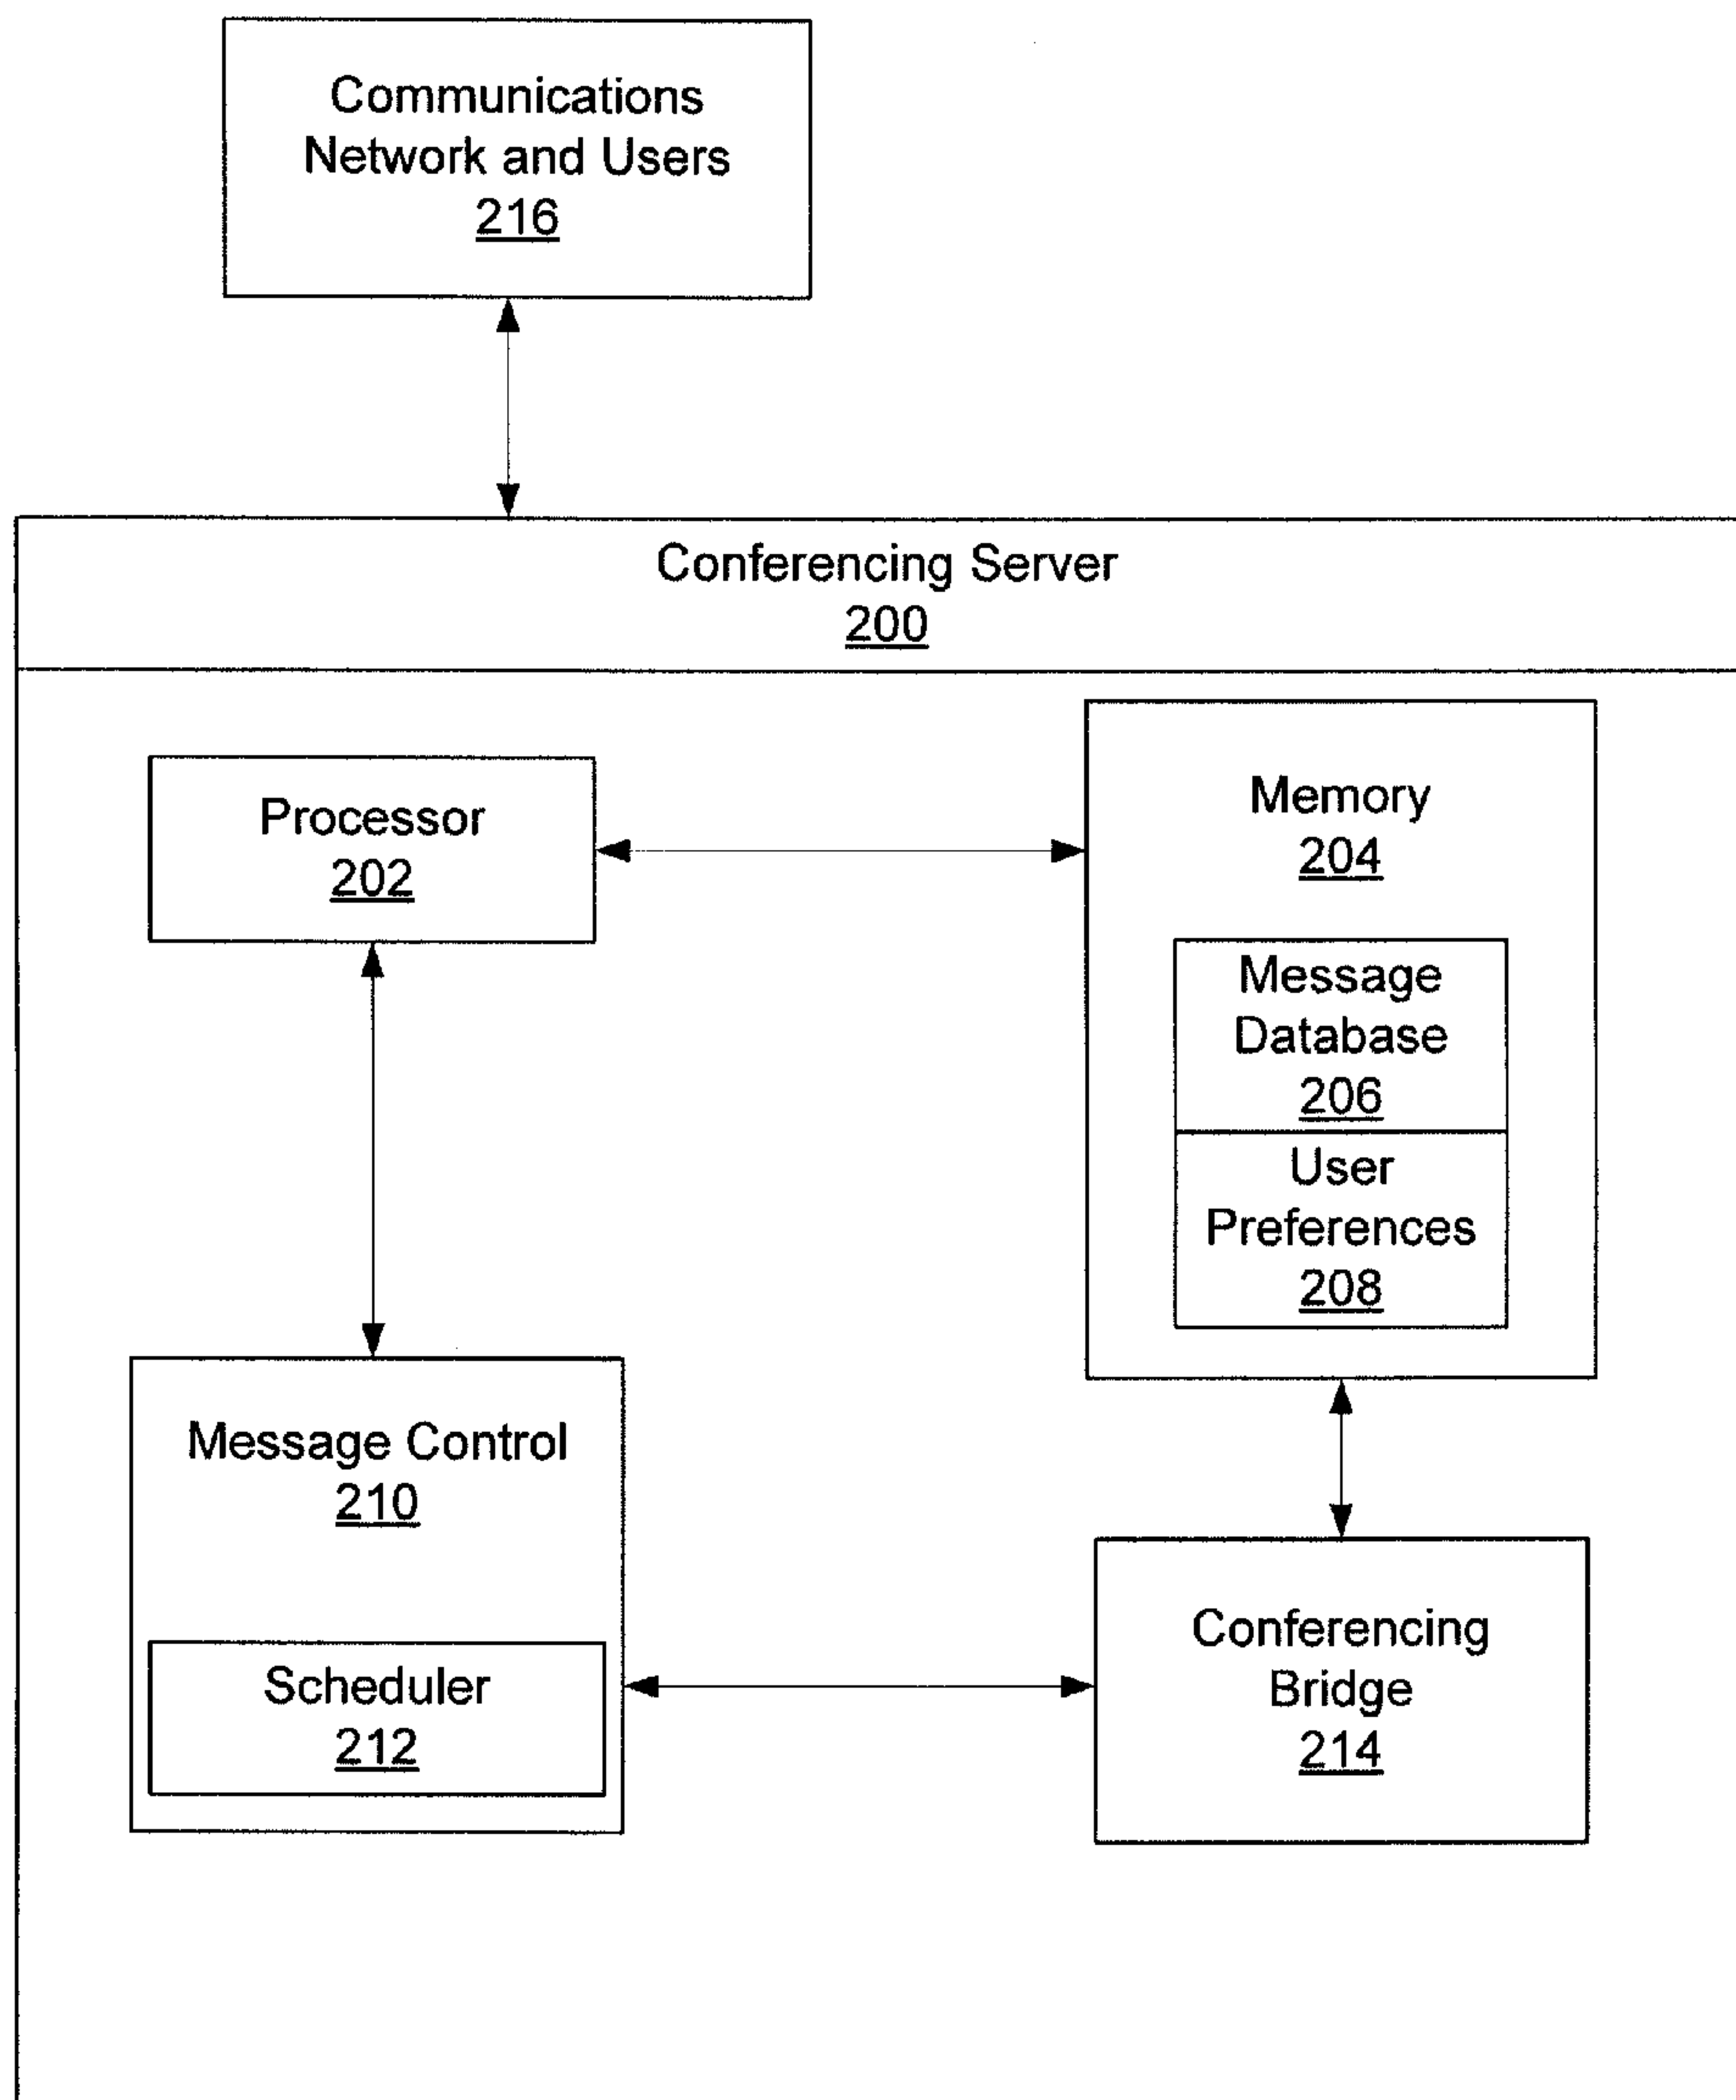 Communications
Network and Users
216
Conferencing Server
200
Processor
202
Memory
204
Message
Database
206
User
Preferences
208
Message Control
210
Scheduler
212
Conferencing
Bridge
214